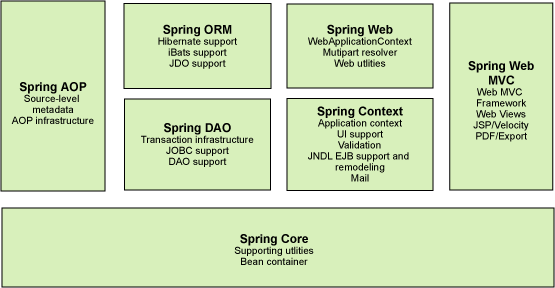 Spring AOP
Source-level
metadata
AOP infrastructure
Spring ORM
Hibernate support
iBats support
JDO support
Spring DAO
Transaction infrastructure
JOBC support
DAO support
Spring Web
WebApplicationContext
Mutipart resolver
Web utlities
Spring Context
Application context
UI support
Validation
JNDL EJB support and
remodeling
Mail
Spring Web
MVC
Web MVC
Framework
Web Views
JSP/Velocity
PDF/Export
Spring Core
Supporting utlities
Bean container